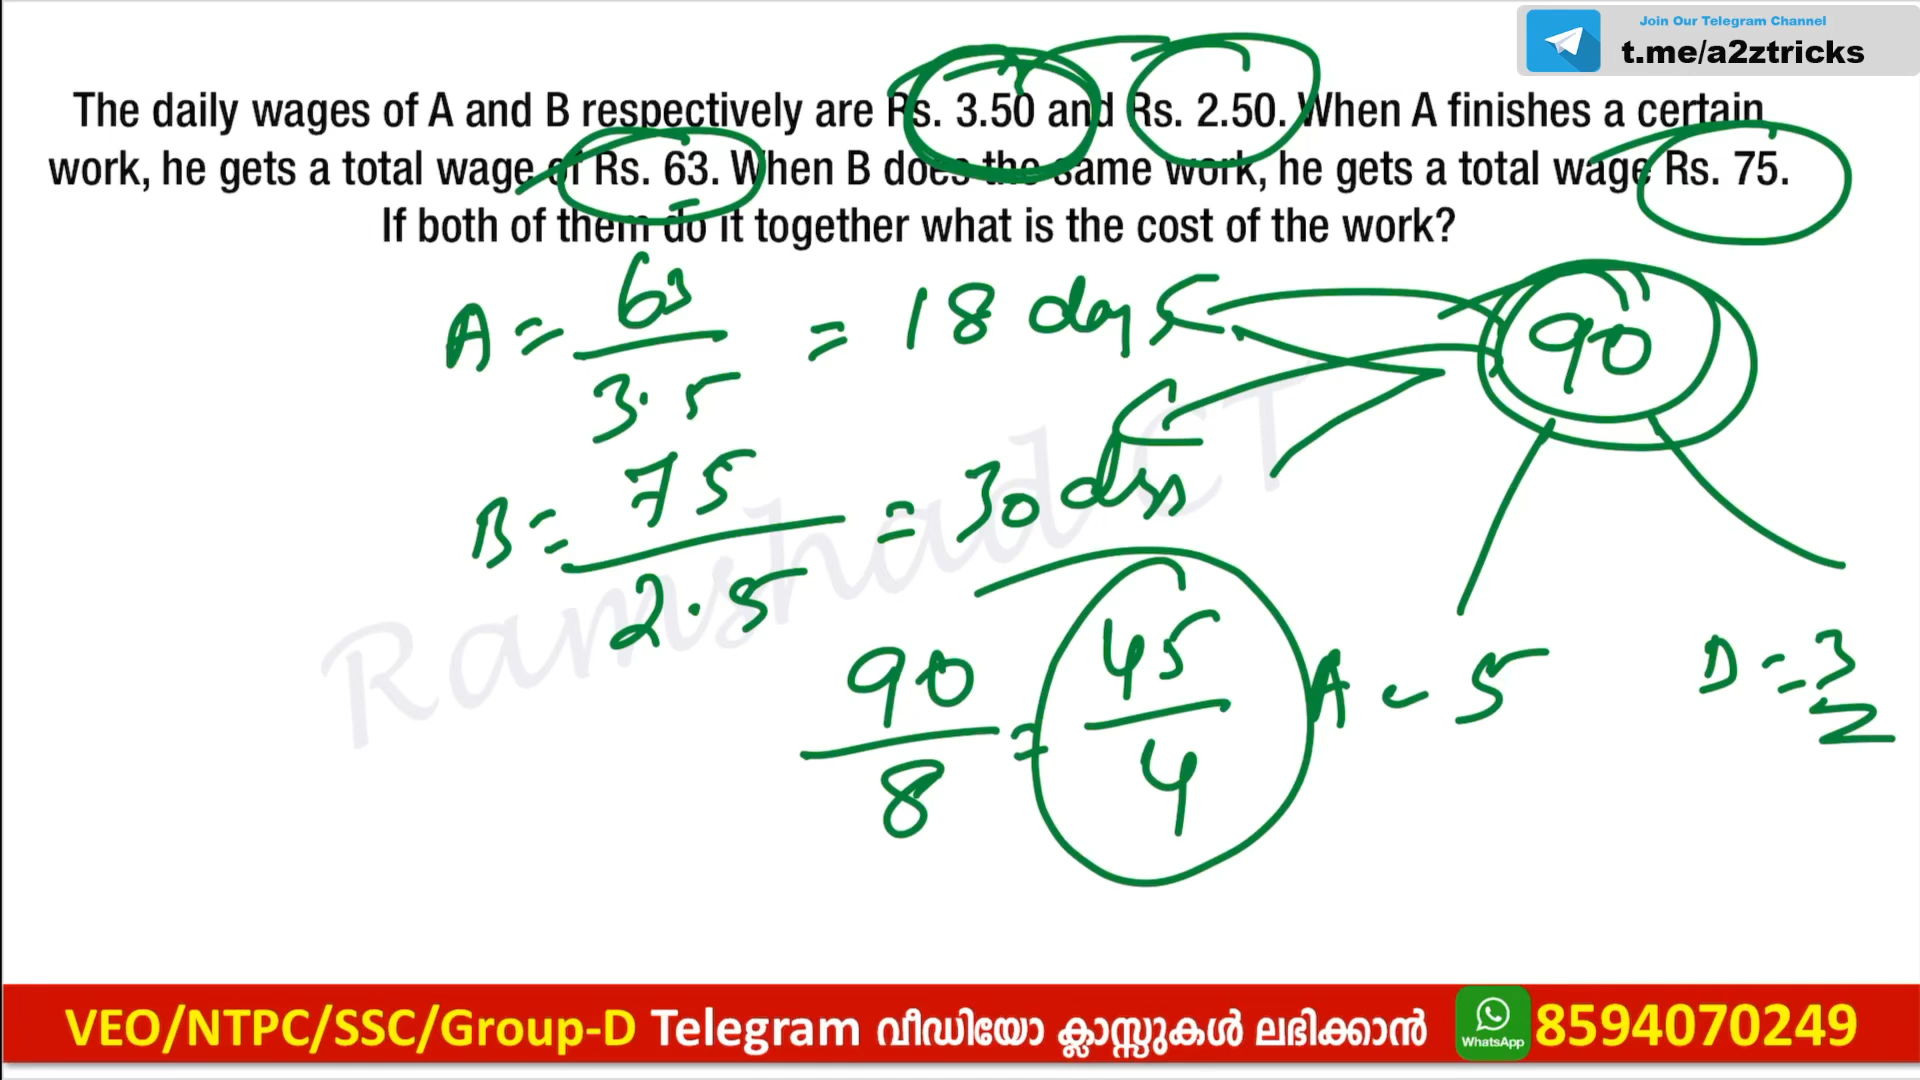 Join Our Telegram Channel
t.me/a2ztricks
The daily wages of A and B respectively are Rs. 3.50 and Rs. 2.50. When A finishes a certain
work, he gets a total wage of Rs. 63. When B does the same work, he gets a total wage Rs. 75.
If both of them do it together what is the cost of the work?
A = 63/3.5 = 18 days
90
B = 75/2.5 = 30 days
90/8 = 45/4
A - 5
B = 3
Ramshad CT
VEO/NTPC/SSC/Group-D Telegram വീഡിയോ ക്ലാസ്സുകൾ ലഭിക്കാൻ WhatsApp 8594070249